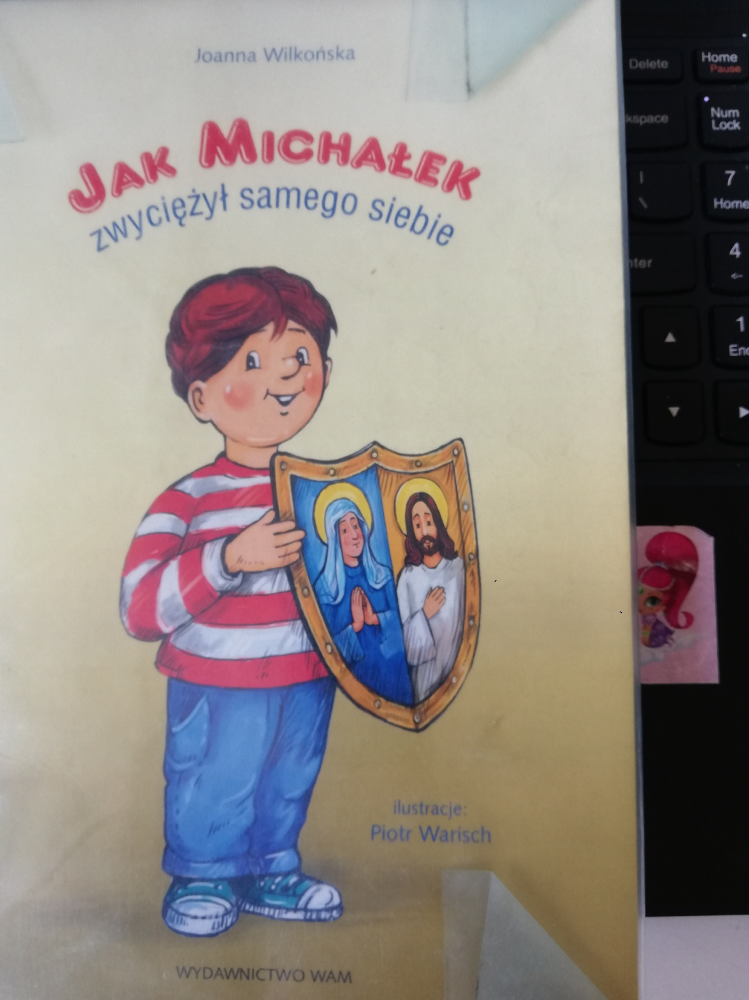 Joanna Wilkońska
JAK MICHAŁEK
zwyciężył samego siebie
ilustracje:
Piotr Warisch
WYDAWNICTWO WAM
Delete
Home
Pause
kspace
Num
Lock
|
\
7
Home
nter
4
←
1
End
▲
▼
►